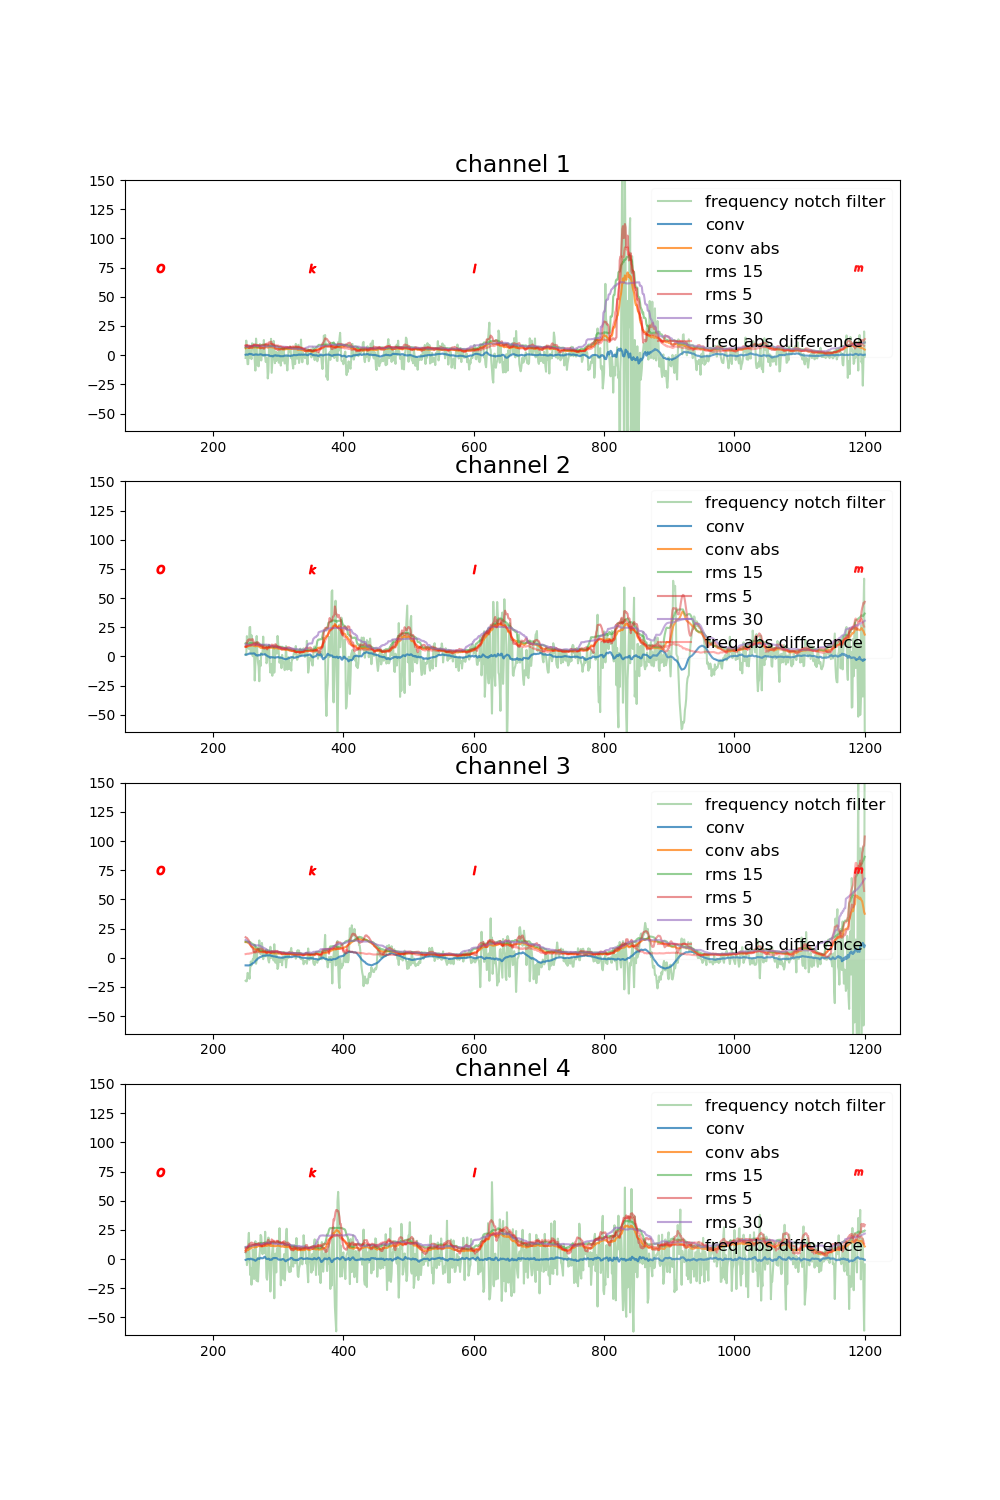 channel 1
150
125
100
75
50
25
0
−25
−50
O k l m
frequency notch filter
conv
conv abs
rms 15
rms 5
rms 30
freq abs difference
200 400 600 800 1000 1200
channel 2
150
125
100
75
50
25
0
−25
−50
O k l m
frequency notch filter
conv
conv abs
rms 15
rms 5
rms 30
freq abs difference
200 400 600 800 1000 1200
channel 3
150
125
100
75
50
25
0
−25
−50
O k l m
frequency notch filter
conv
conv abs
rms 15
rms 5
rms 30
freq abs difference
200 400 600 800 1000 1200
channel 4
150
125
100
75
50
25
0
−25
−50
O k l m
frequency notch filter
conv
conv abs
rms 15
rms 5
rms 30
freq abs difference
200 400 600 800 1000 1200